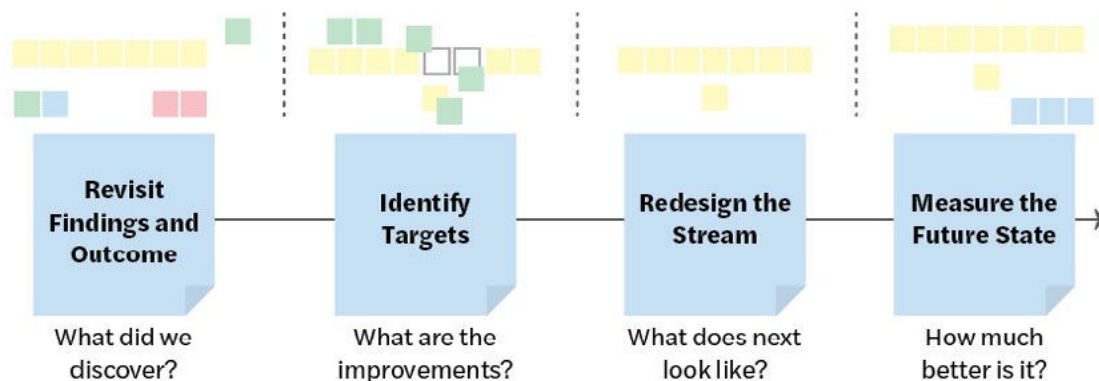 Revisit
Findings and
Outcome
What did we
discover?
Identify
Targets
What are the
improvements?
Redesign the
Stream
What does next
look like?
Measure the
Future State
How much
better is it?